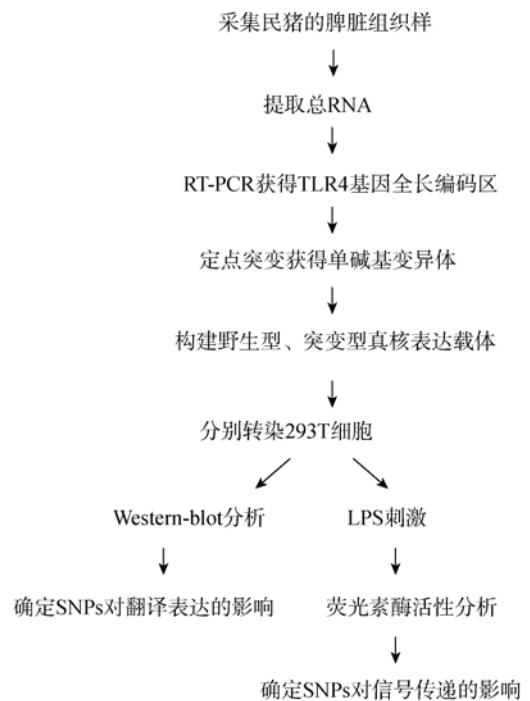 采集民猪的脾脏组织样
提取总RNA
RT-PCR获得TLR4基因全长编码区
定点突变获得单碱基变异体
构建野生型、突变型真核表达载体
分别转染293T细胞
Western-blot分析
LPS刺激
确定SNPs对翻译表达的影响
荧光素酶活性分析
确定SNPs对信号传递的影响